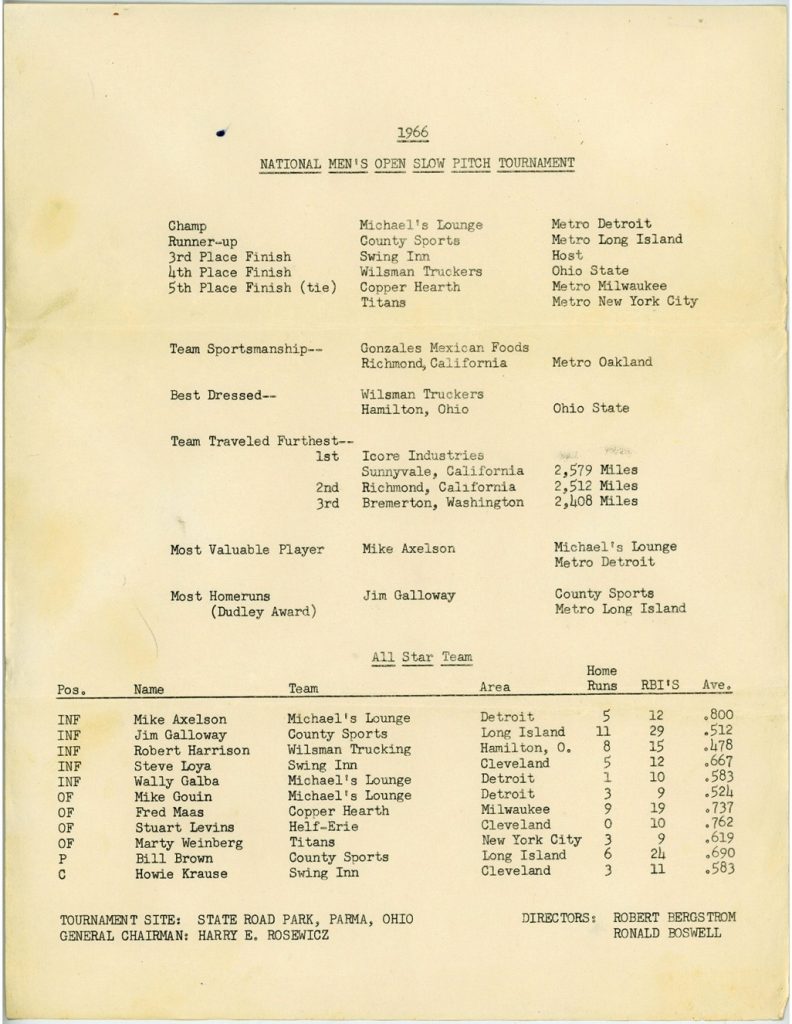 1966
NATIONAL MEN'S OPEN SLOW PITCH TOURNAMENT
Champ Michael's Lounge Metro Detroit
Runner-up County Sports Metro Long Island
3rd Place Finish Swing Inn Host
4th Place Finish Wilsman Truckers Ohio State
5th Place Finish (tie) Copper Hearth Metro Milwaukee
Titans Metro New York City
Team Sportsmanship-- Gonzales Mexican Foods
Richmond, California Metro Oakland
Best Dressed-- Wilsman Truckers
Hamilton, Ohio Ohio State
Team Traveled Furthest--
1st Icore Industries
Sunnyvale, California 2,579 Miles
2nd Richmond, California 2,512 Miles
3rd Bremerton, Washington 2,408 Miles
Most Valuable Player Mike Axelson Michael's Lounge
Metro Detroit
Most Homeruns Jim Galloway County Sports
(Dudley Award) Metro Long Island
All Star Team
Home
Pos. Name Team Area Runs RBI'S Ave.
INF Mike Axelson Michael's Lounge Detroit 5 12 .800
INF Jim Galloway County Sports Long Island 11 29 .512
INF Robert Harrison Wilsman Trucking Hamilton, O. 8 15 .478
INF Steve Loya Swing Inn Cleveland 5 12 .667
INF Wally Galba Michael's Lounge Detroit 1 10 .583
OF Mike Gouin Michael's Lounge Detroit 3 9 .524
OF Fred Maas Copper Hearth Milwaukee 9 19 .737
OF Stuart Levins Helf-Erie Cleveland 0 10 .762
OF Marty Weinberg Titans New York City 3 9 .619
P Bill Brown County Sports Long Island 6 24 .690
C Howie Krause Swing Inn Cleveland 3 11 .583
TOURNAMENT SITE: STATE ROAD PARK, PARMA, OHIO DIRECTORS: ROBERT BERGSTROM
GENERAL CHAIRMAN: HARRY E. ROSEWICZ RONALD BOSWELL